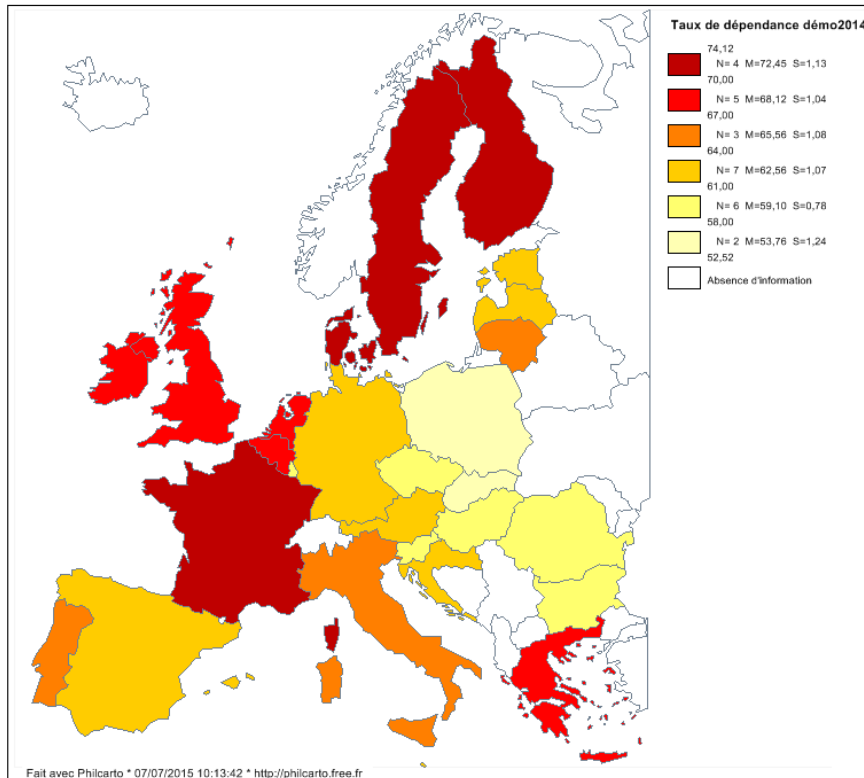 Taux de dépendance démo2014
74,12
N= 4 M=72,45 S=1,13
70,00
N= 5 M=68,12 S=1,04
67,00
N= 3 M=65,56 S=1,08
64,00
N= 7 M=62,56 S=1,07
61,00
N= 6 M=59,10 S=0,78
58,00
N= 2 M=53,76 S=1,24
52,52
Absence d'information
Fait avec Philcarto * 07/07/2015 10:13:42 * http://philcarto.free.fr